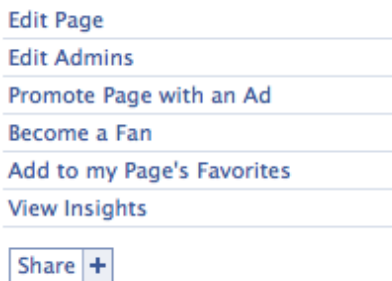 Edit Page
Edit Admins
Promote Page with an Ad
Become a Fan
Add to my Page's Favorites
View Insights
Share +